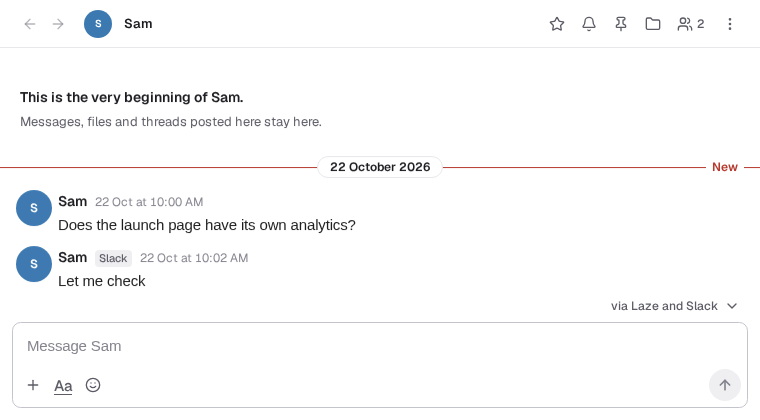 S Sam 2
This is the very beginning of Sam.
Messages, files and threads posted here stay here.
22 October 2026 New
S Sam 22 Oct at 10:00 AM
Does the launch page have its own analytics?
S Sam Slack 22 Oct at 10:02 AM
Let me check
via Laze and Slack
Message Sam
Aa